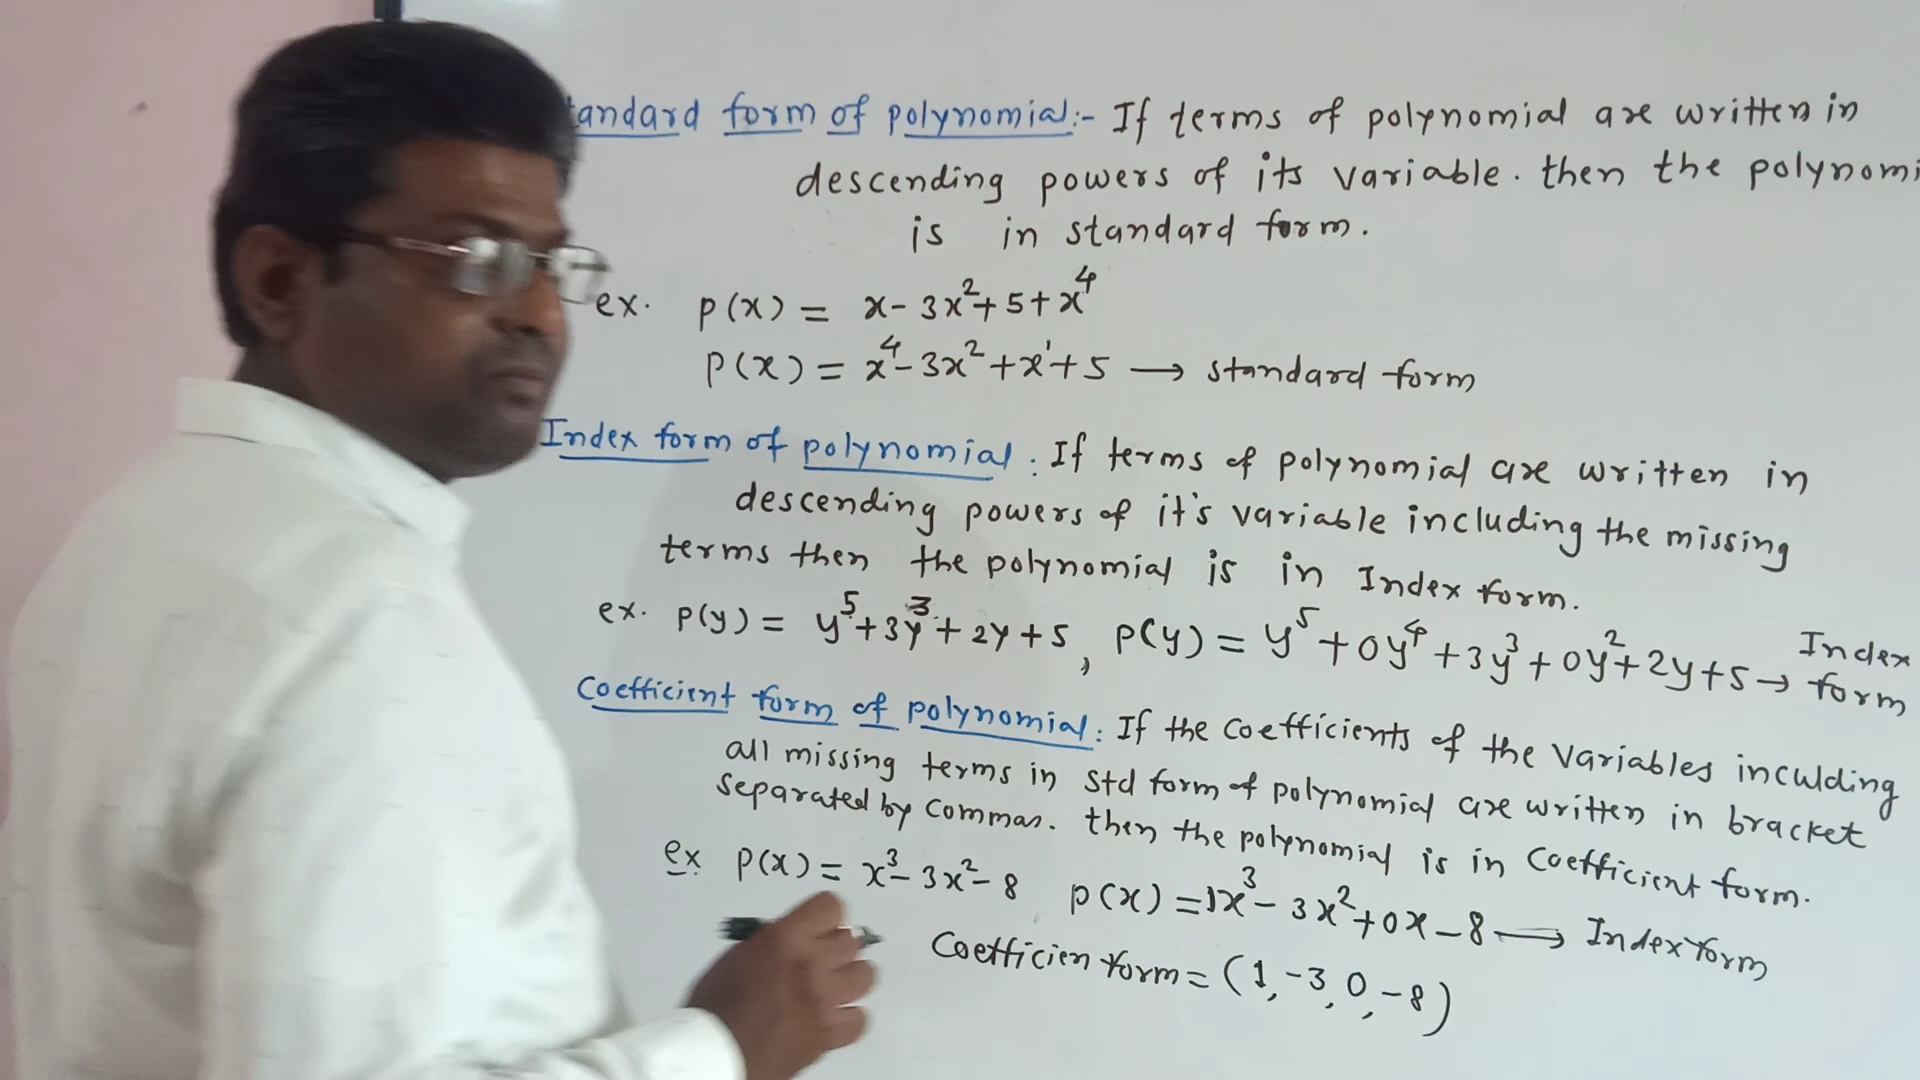 tandard form of polynomial:- If terms of polynomial are written in
descending powers of its variable. then the polynomi
is in standard form.
ex. p(x) = x - 3x²+ 5 + x⁴
P(x) = x⁴- 3x² + x¹+ 5 → standard form
Index form of polynomial : If terms of polynomial are written in
descending powers of it's variable including the missing
terms then the polynomial is in Index form.
ex. p(y) = y⁵+3y³+ 2y+5, p(y) = y⁵ + 0y⁴ + 3y³ + 0y²+ 2y+5 → Index form
Coefficient form of polynomial : If the coefficients of the variables inculding
all missing terms in std form of polynomial are written in bracket
separated by commas. then the polynomial is in coefficient form.
ex. p(x) = x³- 3x²- 8 p(x) = 1x³- 3x²+0x-8 → Index form
Coefficien form = (1,-3,0,-8)